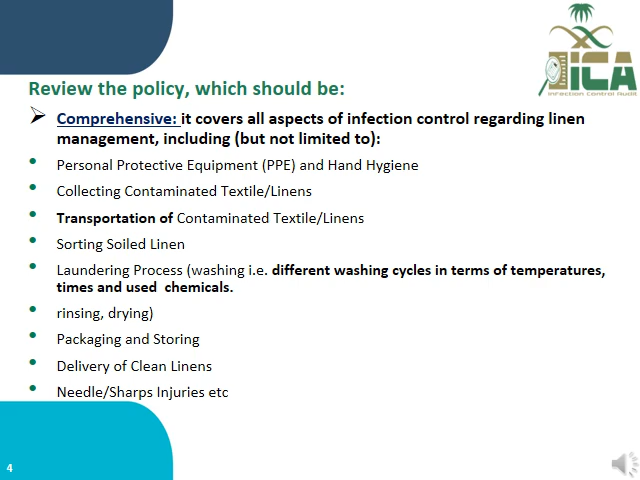 ICA
Infection Control Audit
Review the policy, which should be:
Comprehensive: it covers all aspects of infection control regarding linen
management, including (but not limited to):
Personal Protective Equipment (PPE) and Hand Hygiene
Collecting Contaminated Textile/Linens
Transportation of Contaminated Textile/Linens
Sorting Soiled Linen
Laundering Process (washing i.e. different washing cycles in terms of temperatures,
times and used  chemicals.
rinsing, drying)
Packaging and Storing
Delivery of Clean Linens
Needle/Sharps Injuries etc
4